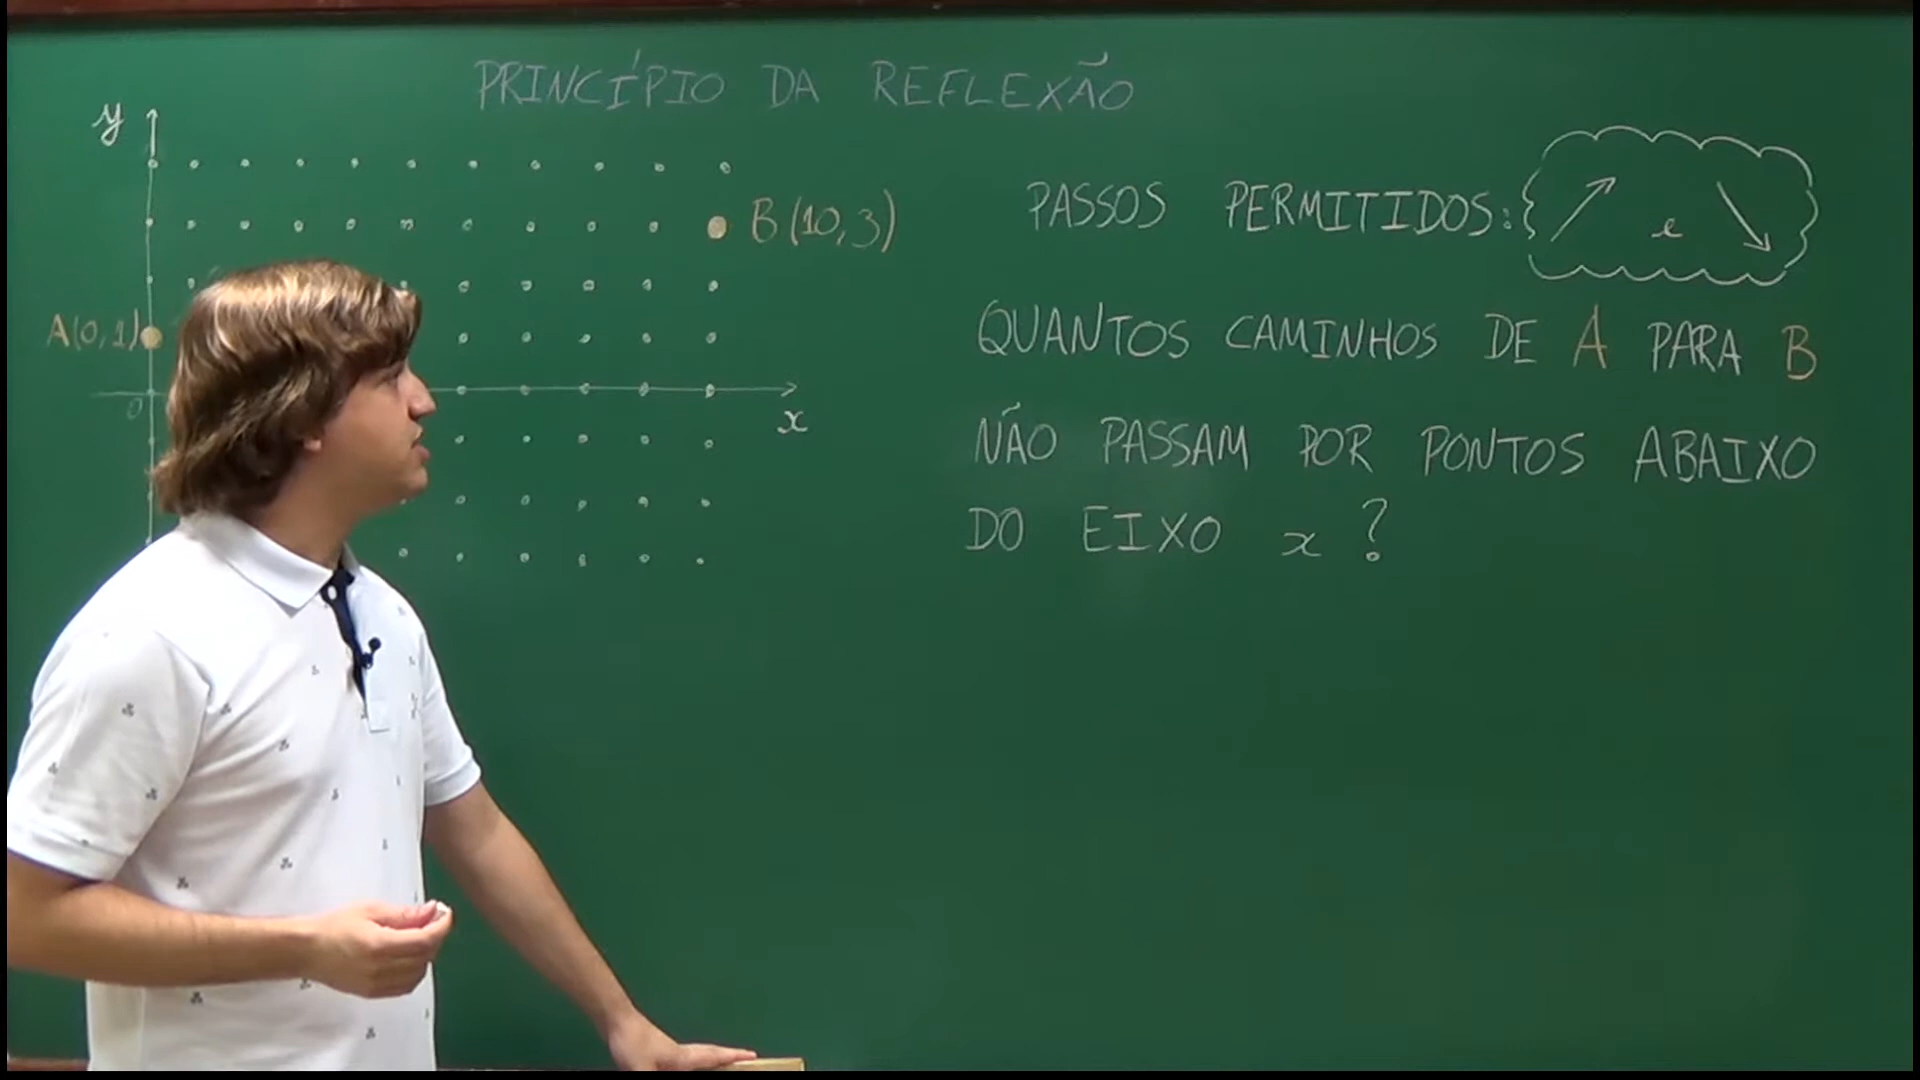 PRINCÍPIO DA REFLEXÃO
y
B (10,3)
A(0,1)
0
x
PASSOS PERMITIDOS: e
QUANTOS CAMINHOS DE A PARA B
NÃO PASSAM POR PONTOS ABAIXO
DO EIXO x ?